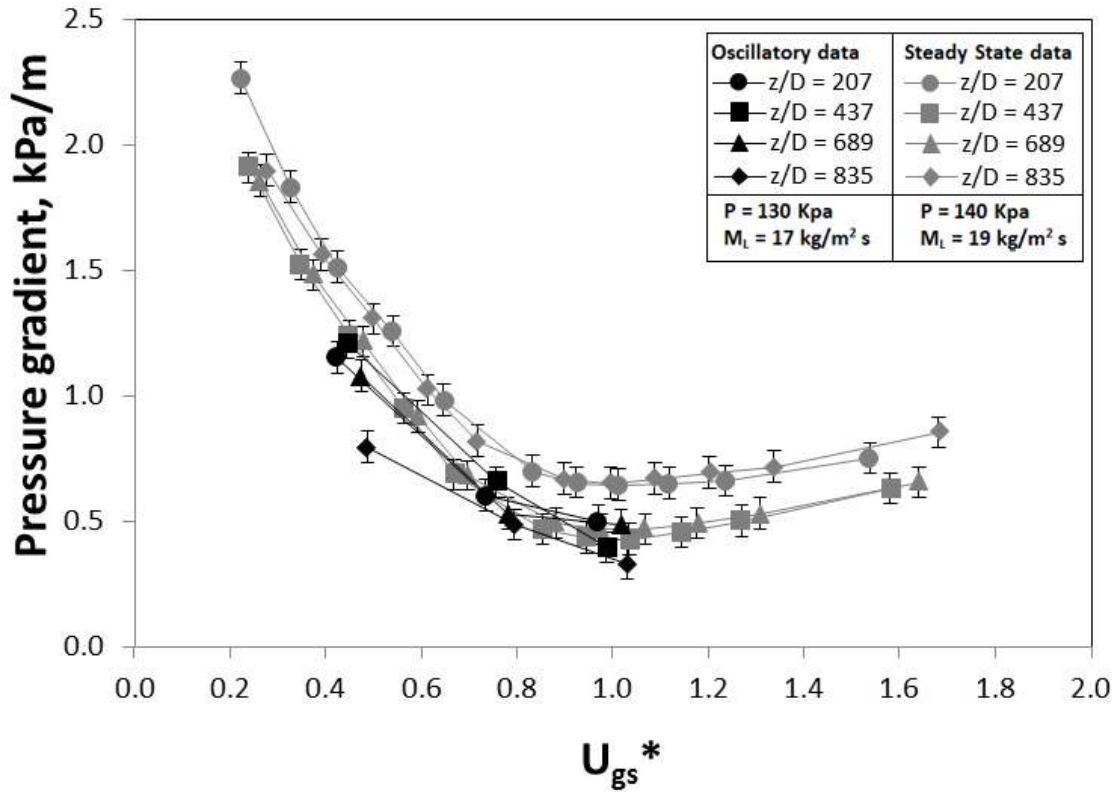 Pressure gradient, kPa/m
2.5
2.0
1.5
1.0
0.5
0.0
Oscillatory data
z/D = 207
z/D = 437
z/D = 689
z/D = 835
P = 130 Kpa
M_L = 17 kg/m² s
Steady State data
z/D = 207
z/D = 437
z/D = 689
z/D = 835
P = 140 Kpa
M_L = 19 kg/m² s
0.0 0.2 0.4 0.6 0.8 1.0 1.2 1.4 1.6 1.8 2.0
U_gs*